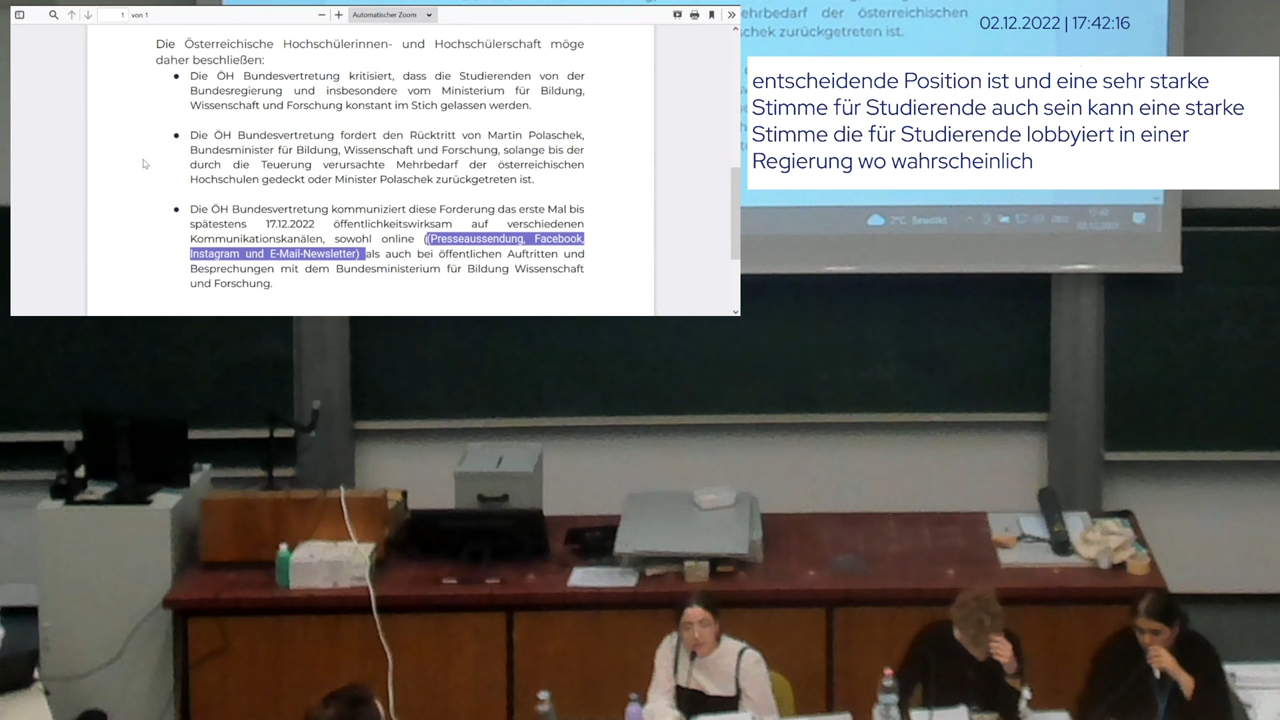 1 von 1
Automatischer Zoom
Die Österreichische Hochschülerinnen- und Hochschülerschaft möge
daher beschließen:
● Die ÖH Bundesvertretung kritisiert, dass die Studierenden von der
Bundesregierung und insbesondere vom Ministerium für Bildung,
Wissenschaft und Forschung konstant im Stich gelassen werden.
● Die ÖH Bundesvertretung fordert den Rücktritt von Martin Polaschek,
Bundesminister für Bildung, Wissenschaft und Forschung, solange bis der
durch die Teuerung verursachte Mehrbedarf der österreichischen
Hochschulen gedeckt oder Minister Polaschek zurückgetreten ist.
● Die ÖH Bundesvertretung kommuniziert diese Forderung das erste Mal bis
spätestens 17.12.2022 öffentlichkeitswirksam auf verschiedenen
Kommunikationskanälen, sowohl online ((Presseaussendung, Facebook,
Instagram und E-Mail-Newsletter) als auch bei öffentlichen Auftritten und
Besprechungen mit dem Bundesministerium für Bildung Wissenschaft
und Forschung.
ehrbedarf der österreichischen
chek zurückgetreten ist.
02.12.2022 | 17:42:16
entscheidende Position ist und eine sehr starke
Stimme für Studierende auch sein kann eine starke
Stimme die für Studierende lobbyiert in einer
Regierung wo wahrscheinlich
2°C Bewölkt